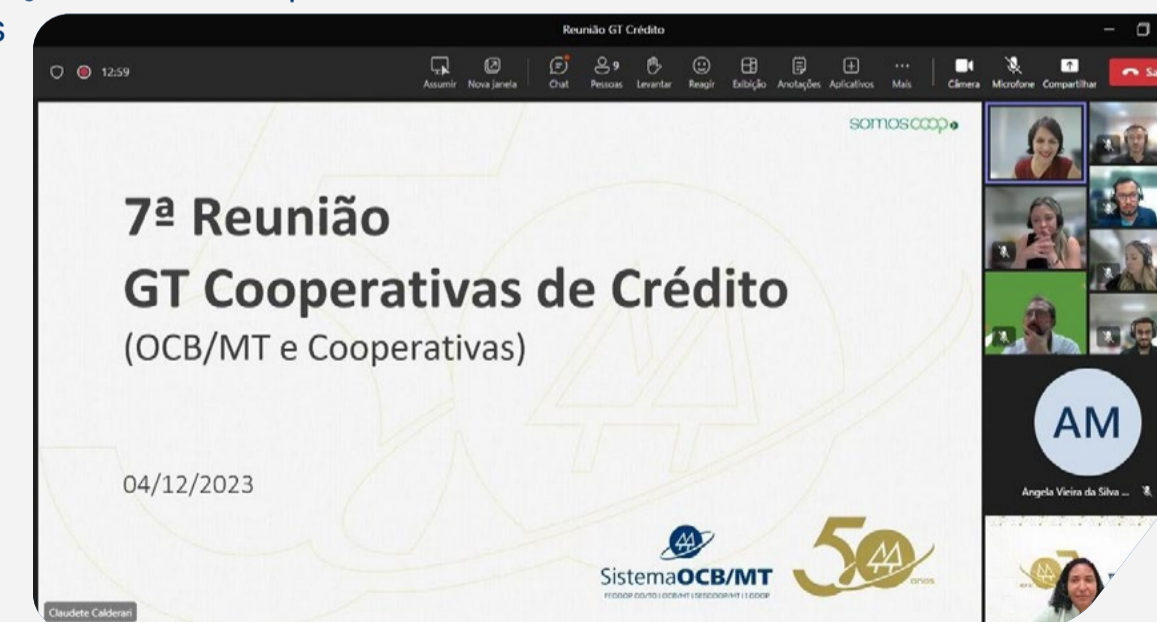 s
Reunião GT Crédito
12:59
Assumir Nova janela Chat 9 Pessoas Levantar Reagir Exibição Anotações Aplicativos Mais Câmera Microfone Compartilhar Sa
somoscoop
7ª Reunião
GT Cooperativas de Crédito
(OCB/MT e Cooperativas)
04/12/2023
AM
Angela Vieira da Silva ...
SistemaOCB/MT
50 anos
Claudete Calderari